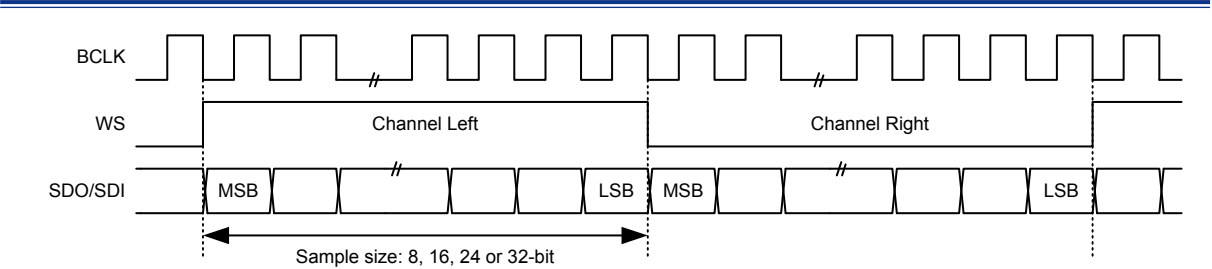 BCLK
WS Channel Left Channel Right
SDO/SDI MSB LSB MSB LSB
Sample size: 8, 16, 24 or 32-bit